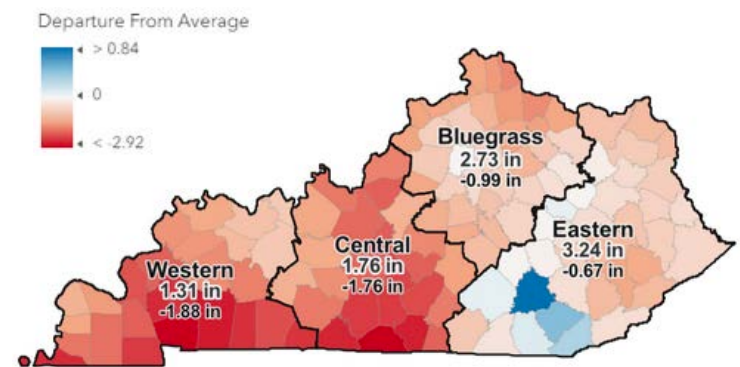 Departure From Average
> 0.84
0
< -2.92
Bluegrass
2.73 in
-0.99 in
Eastern
3.24 in
-0.67 in
Central
1.76 in
-1.76 in
Western
1.31 in
-1.88 in